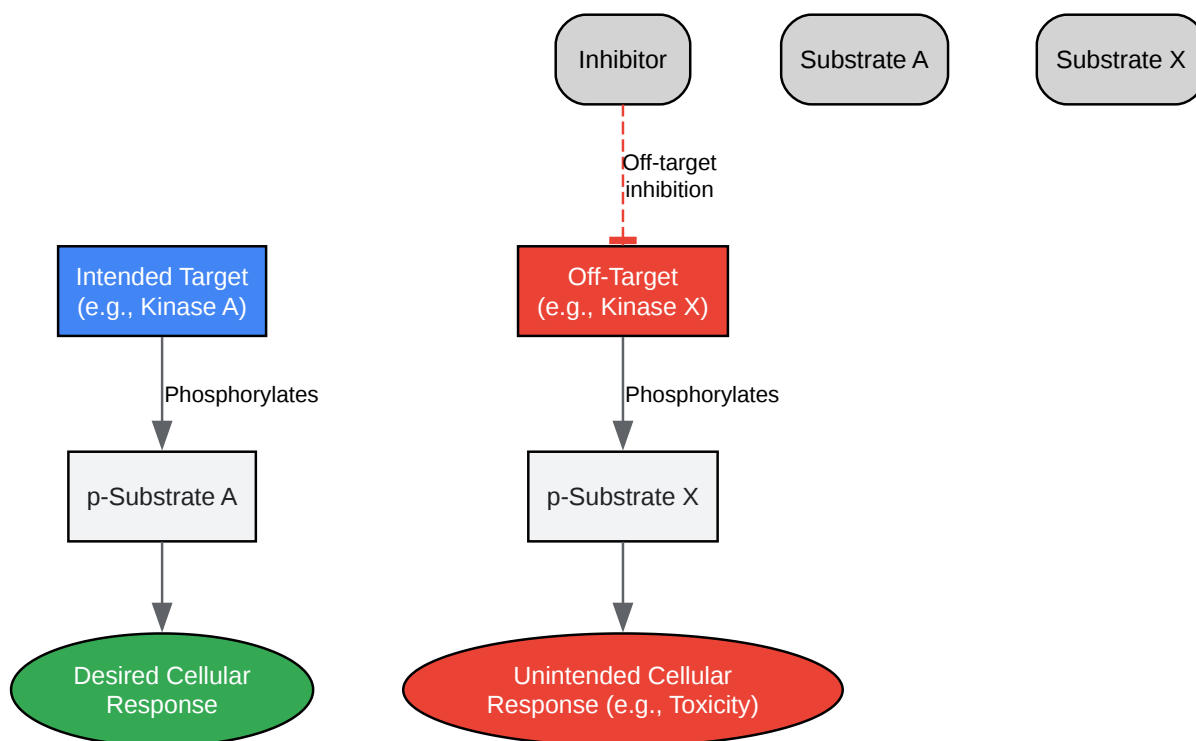 Inhibitor
Substrate A
Substrate X
Off-target
inhibition
Intended Target
(e.g., Kinase A)
Off-Target
(e.g., Kinase X)
Phosphorylates
Phosphorylates
p-Substrate A
p-Substrate X
Desired Cellular
Response
Unintended Cellular
Response (e.g., Toxicity)